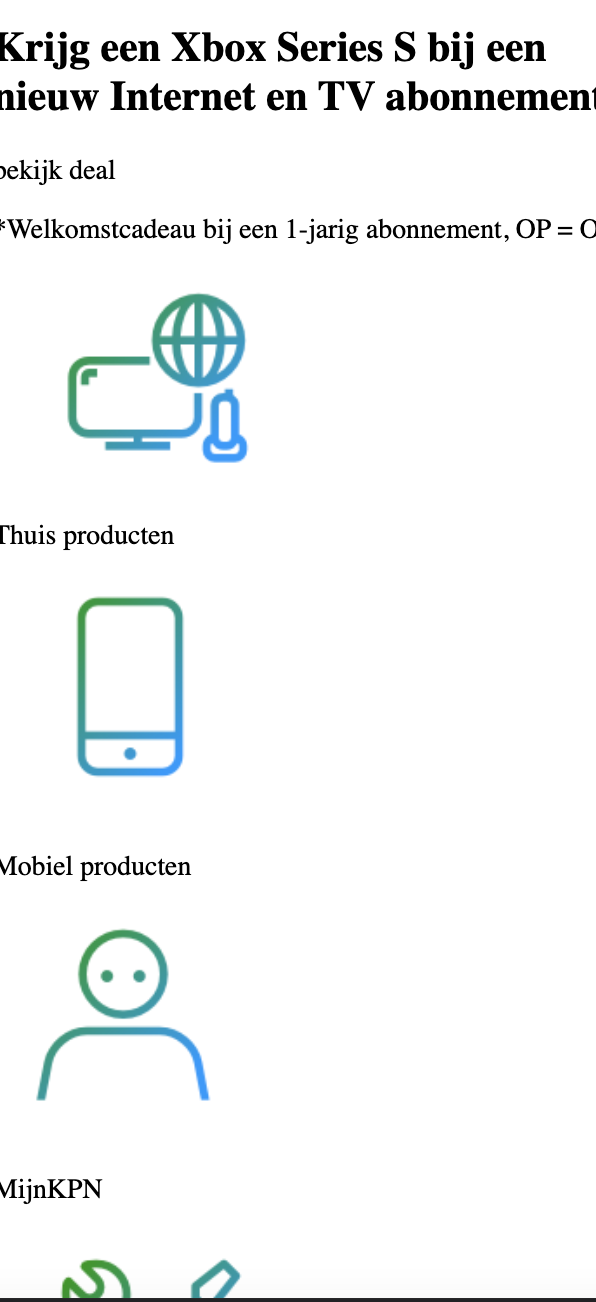 Krijg een Xbox Series S bij een
nieuw Internet en TV abonnement
bekijk deal
*Welkomstcadeau bij een 1-jarig abonnement, OP = O
Thuis producten
Mobiel producten
MijnKPN